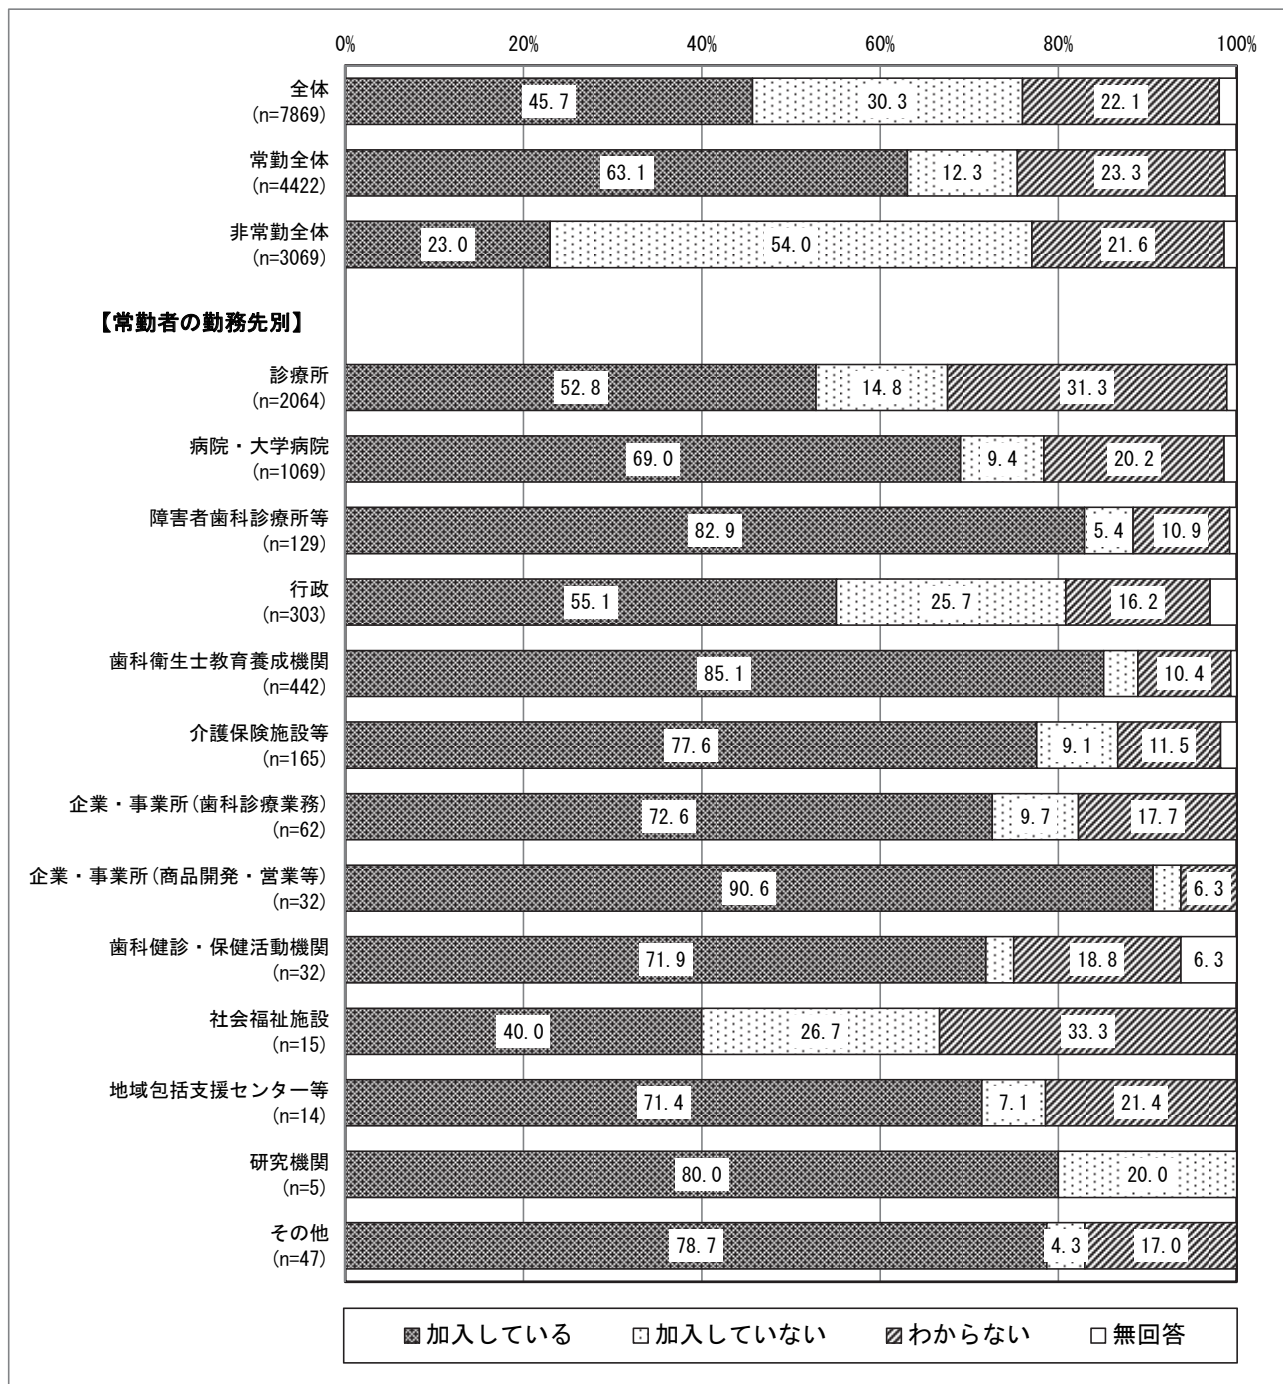 0% 20% 40% 60% 80% 100%
全体
(n=7869)
45.7 30.3 22.1
常勤全体
(n=4422)
63.1 12.3 23.3
非常勤全体
(n=3069)
23.0 54.0 21.6
【常勤者の勤務先別】
診療所
(n=2064)
52.8 14.8 31.3
病院・大学病院
(n=1069)
69.0 9.4 20.2
障害者歯科診療所等
(n=129)
82.9 5.4 10.9
行政
(n=303)
55.1 25.7 16.2
歯科衛生士教育養成機関
(n=442)
85.1 10.4
介護保険施設等
(n=165)
77.6 9.1 11.5
企業・事業所(歯科診療業務)
(n=62)
72.6 9.7 17.7
企業・事業所(商品開発・営業等)
(n=32)
90.6 6.3
歯科健診・保健活動機関
(n=32)
71.9 18.8 6.3
社会福祉施設
(n=15)
40.0 26.7 33.3
地域包括支援センター等
(n=14)
71.4 7.1 21.4
研究機関
(n=5)
80.0 20.0
その他
(n=47)
78.7 4.3 17.0
加入している 加入していない わからない 無回答